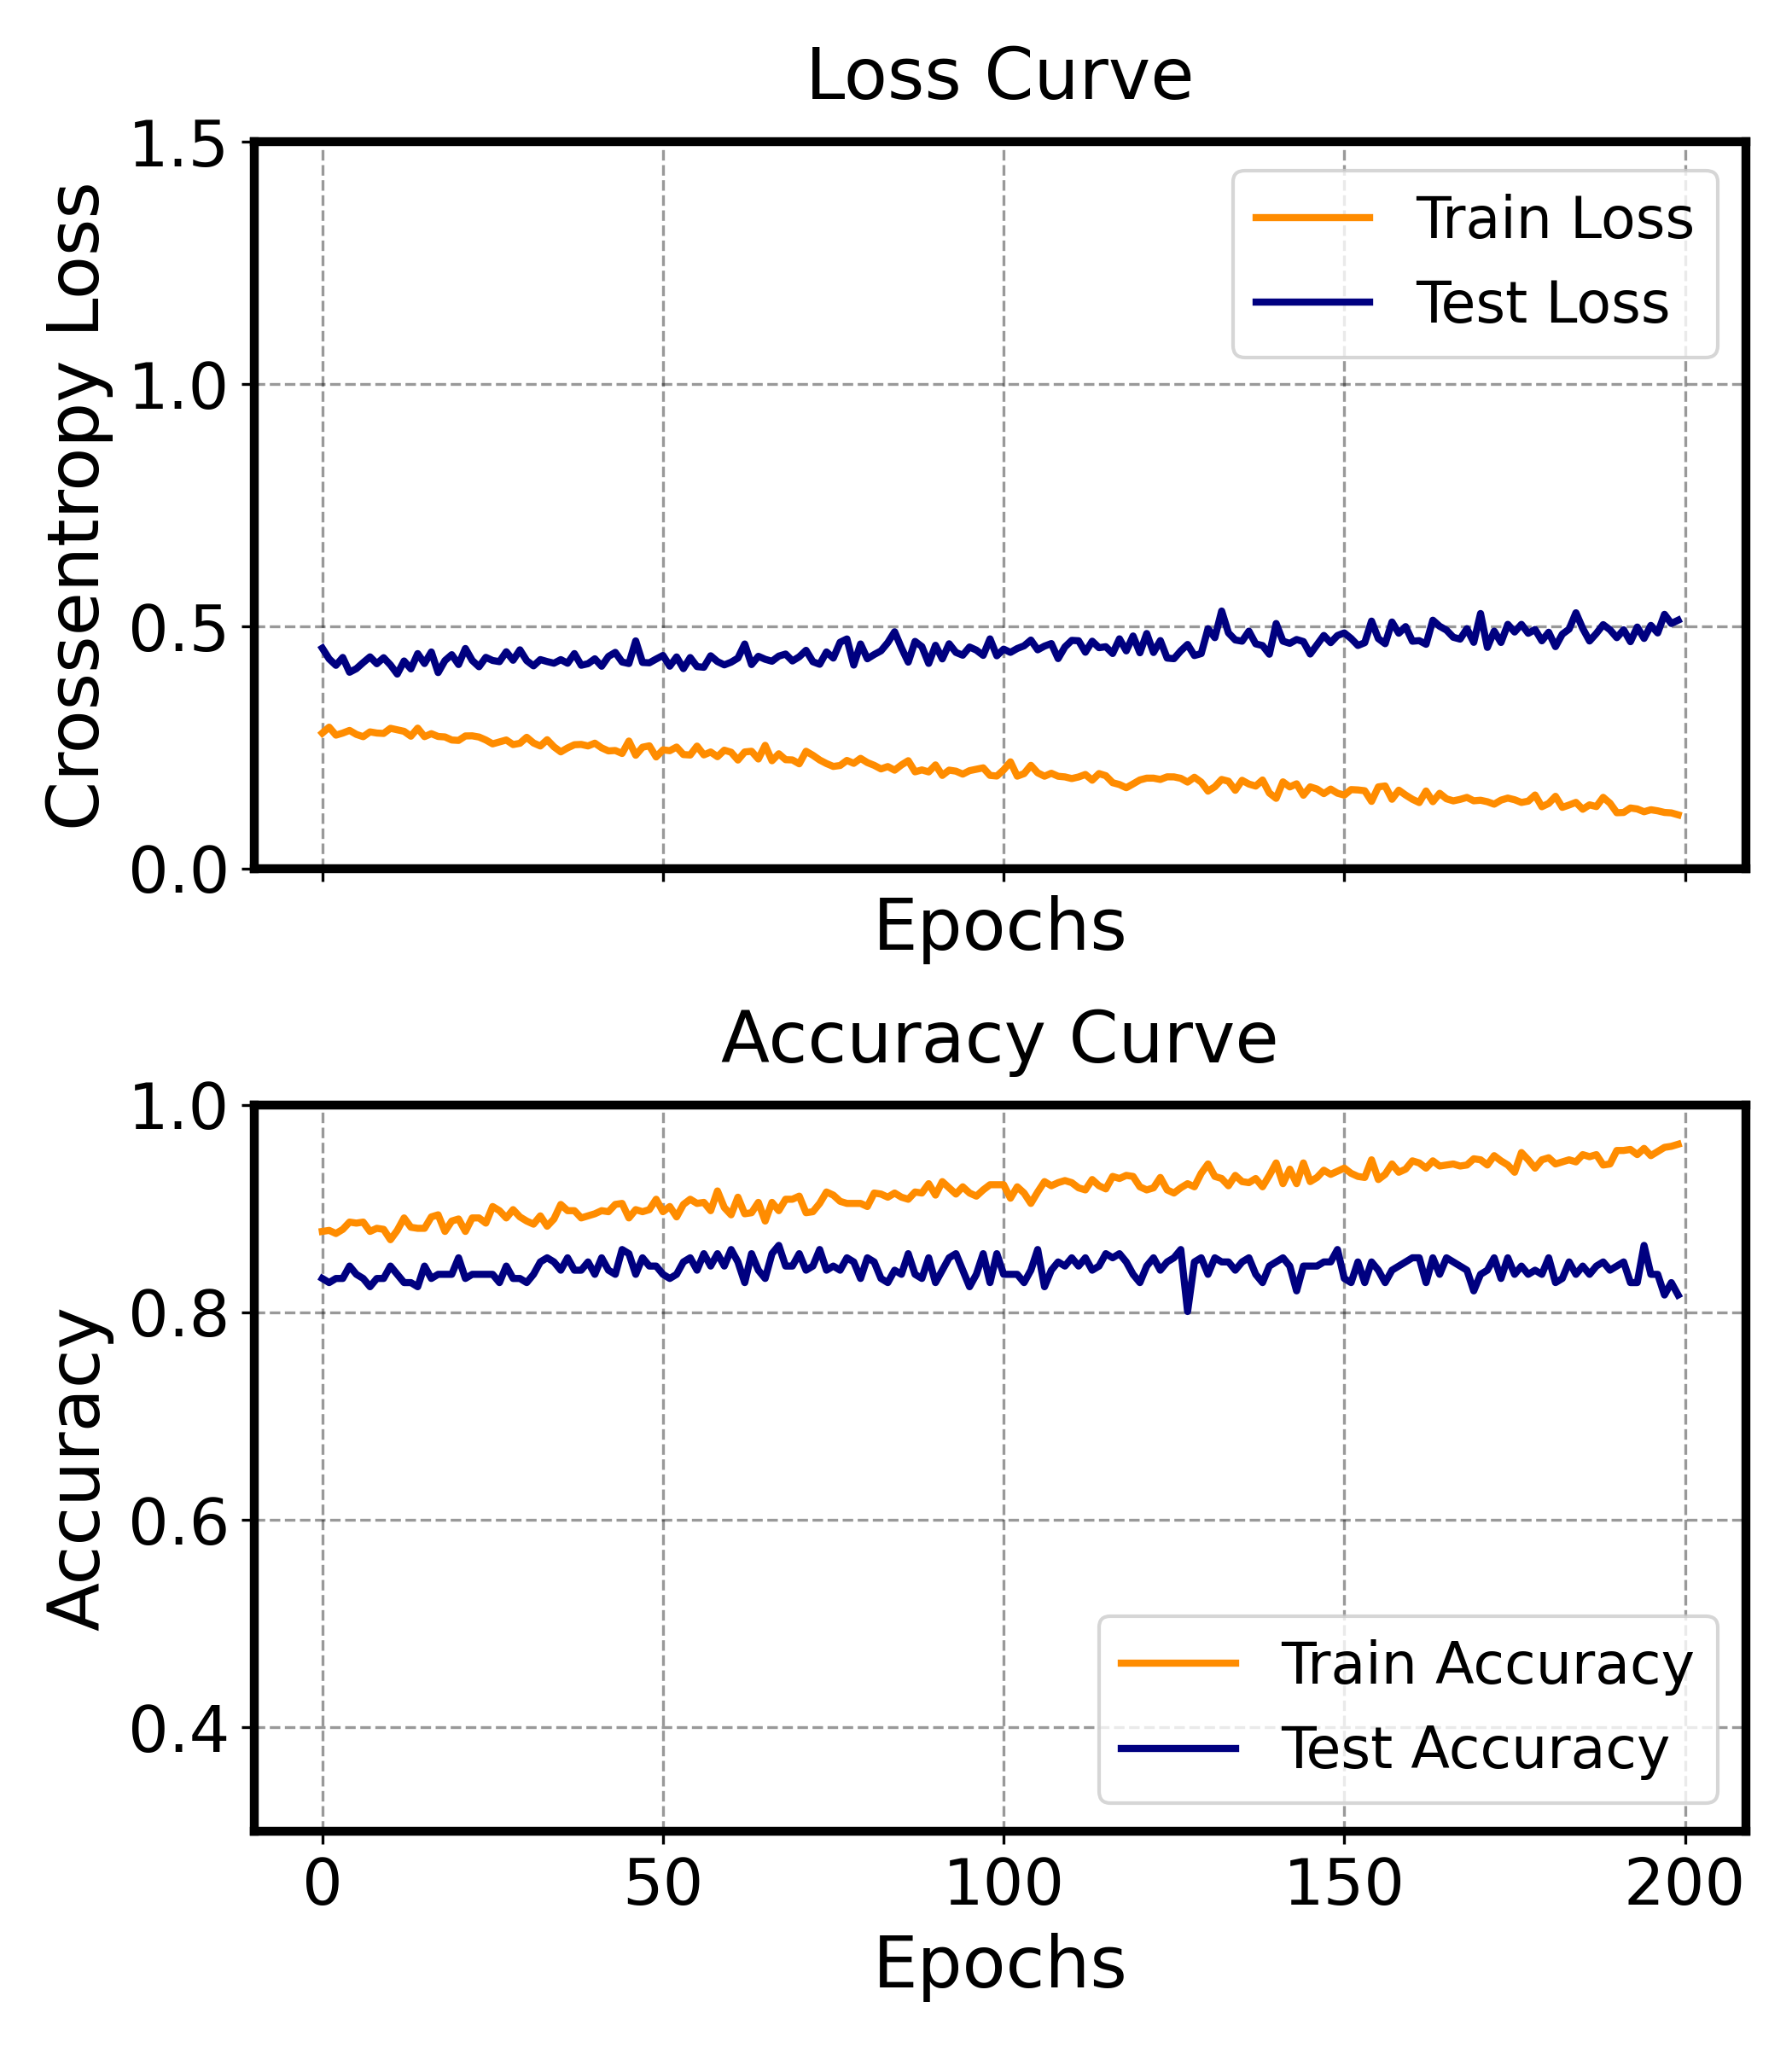 Loss Curve
1.5
1.0
0.5
0.0
Crossentropy Loss
Train Loss
Test Loss
Epochs
Accuracy Curve
1.0
0.8
0.6
0.4
Accuracy
Train Accuracy
Test Accuracy
0 50 100 150 200
Epochs